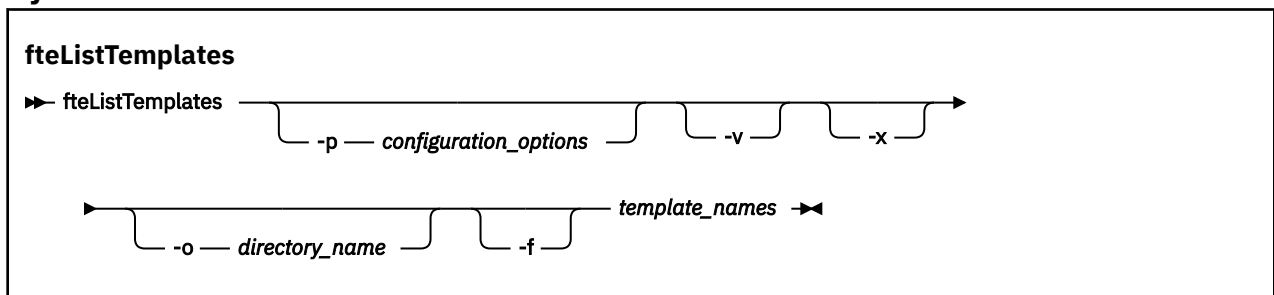 fteListTemplates
fteListTemplates
-p configuration_options -v -x
-o directory_name -f template_names